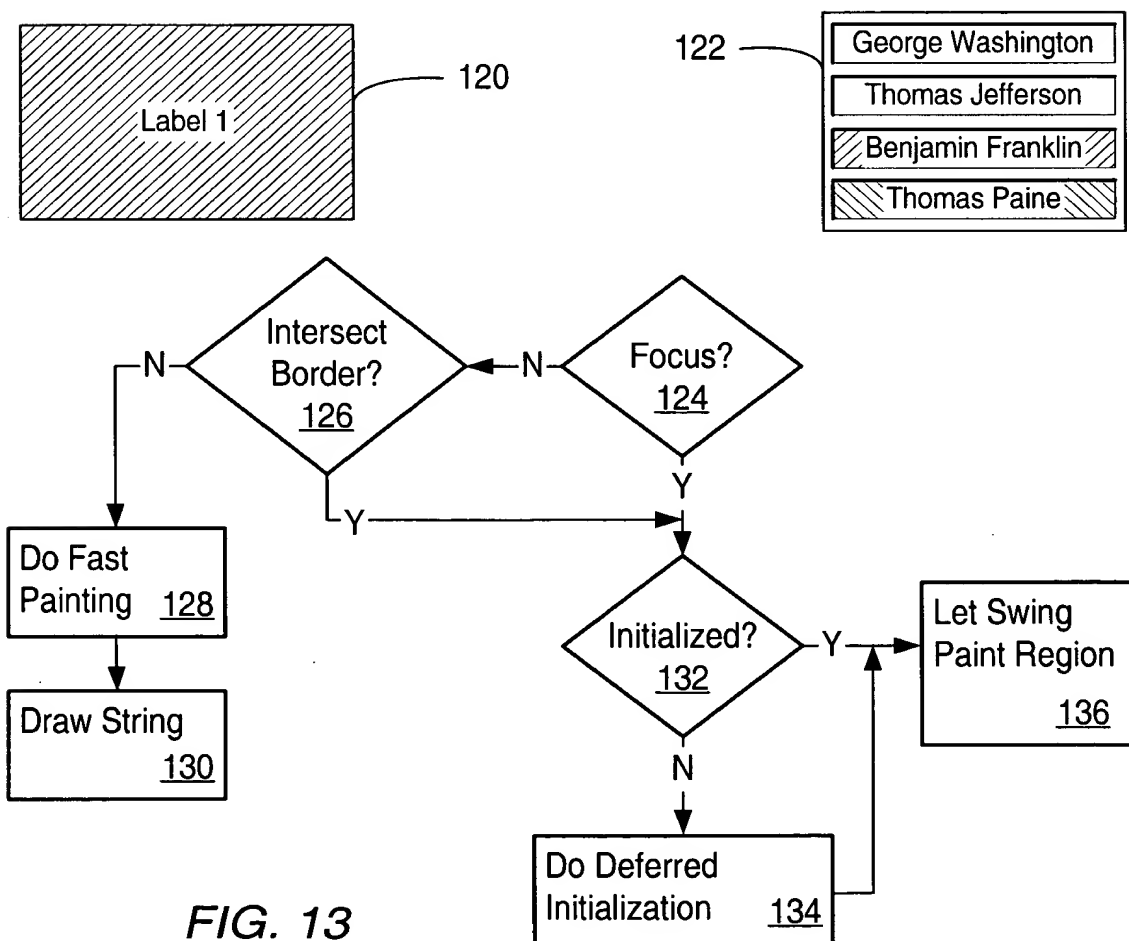 Label 1
120
122
George Washington
Thomas Jefferson
Benjamin Franklin
Thomas Paine
Intersect
Border?
126
N
N
Focus?
124
Y
Y
Do Fast
Painting
128
Draw String
130
Initialized?
132
Y
N
Let Swing
Paint Region
136
Do Deferred
Initialization
134
FIG. 13